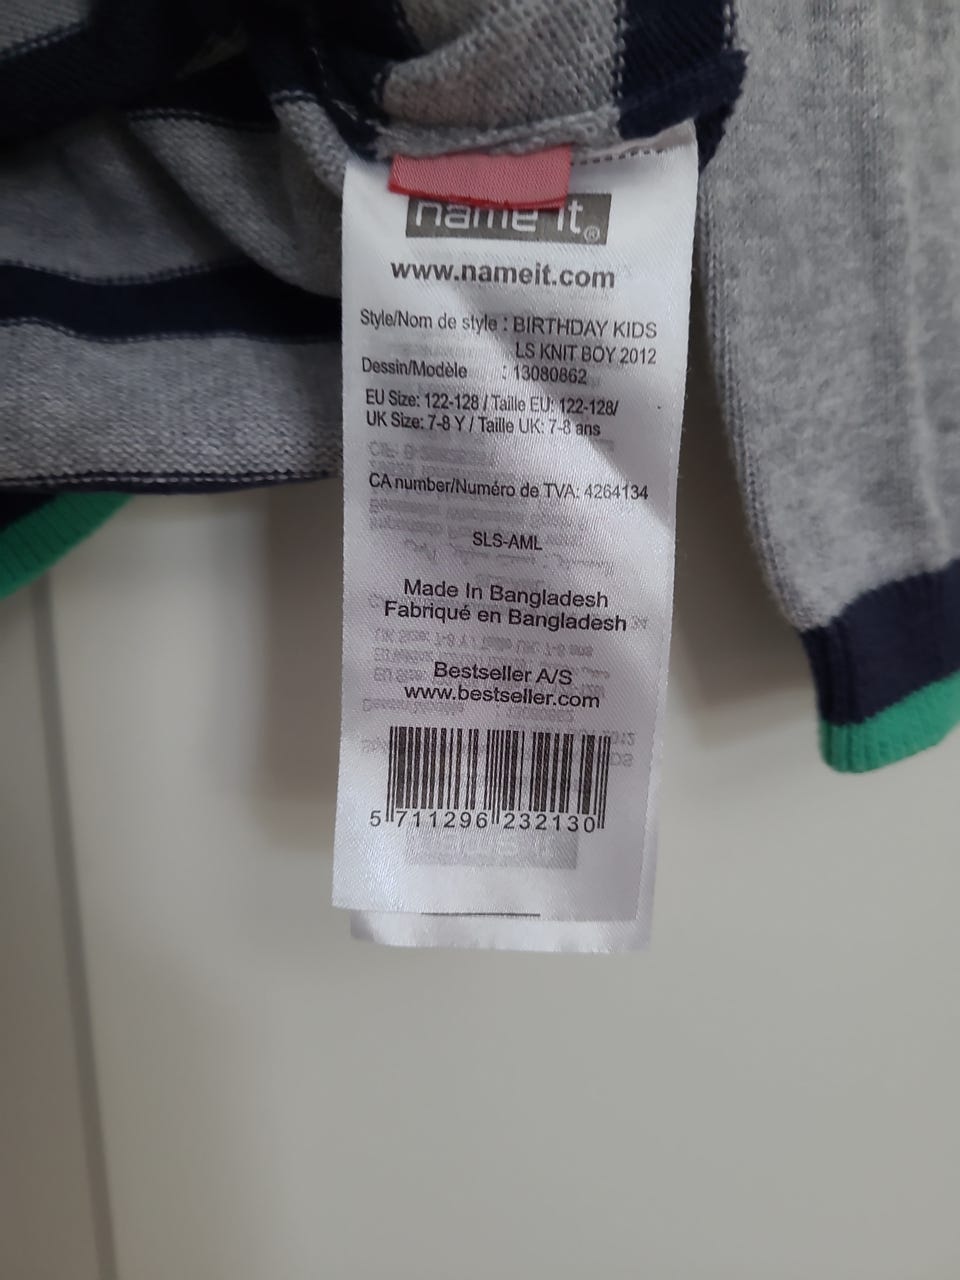 name it®
www.nameit.com
Style/Nom de style : BIRTHDAY KIDS
LS KNIT BOY 2012
Dessin/Modèle : 13080862
EU Size: 122-128 / Taille EU: 122-128/
UK Size: 7-8 Y / Taille UK: 7-8 ans
CA number/Numéro de TVA: 4264134
SLS-AML
Made In Bangladesh
Fabriqué en Bangladesh
Bestseller A/S
www.bestseller.com
5 711296 232130